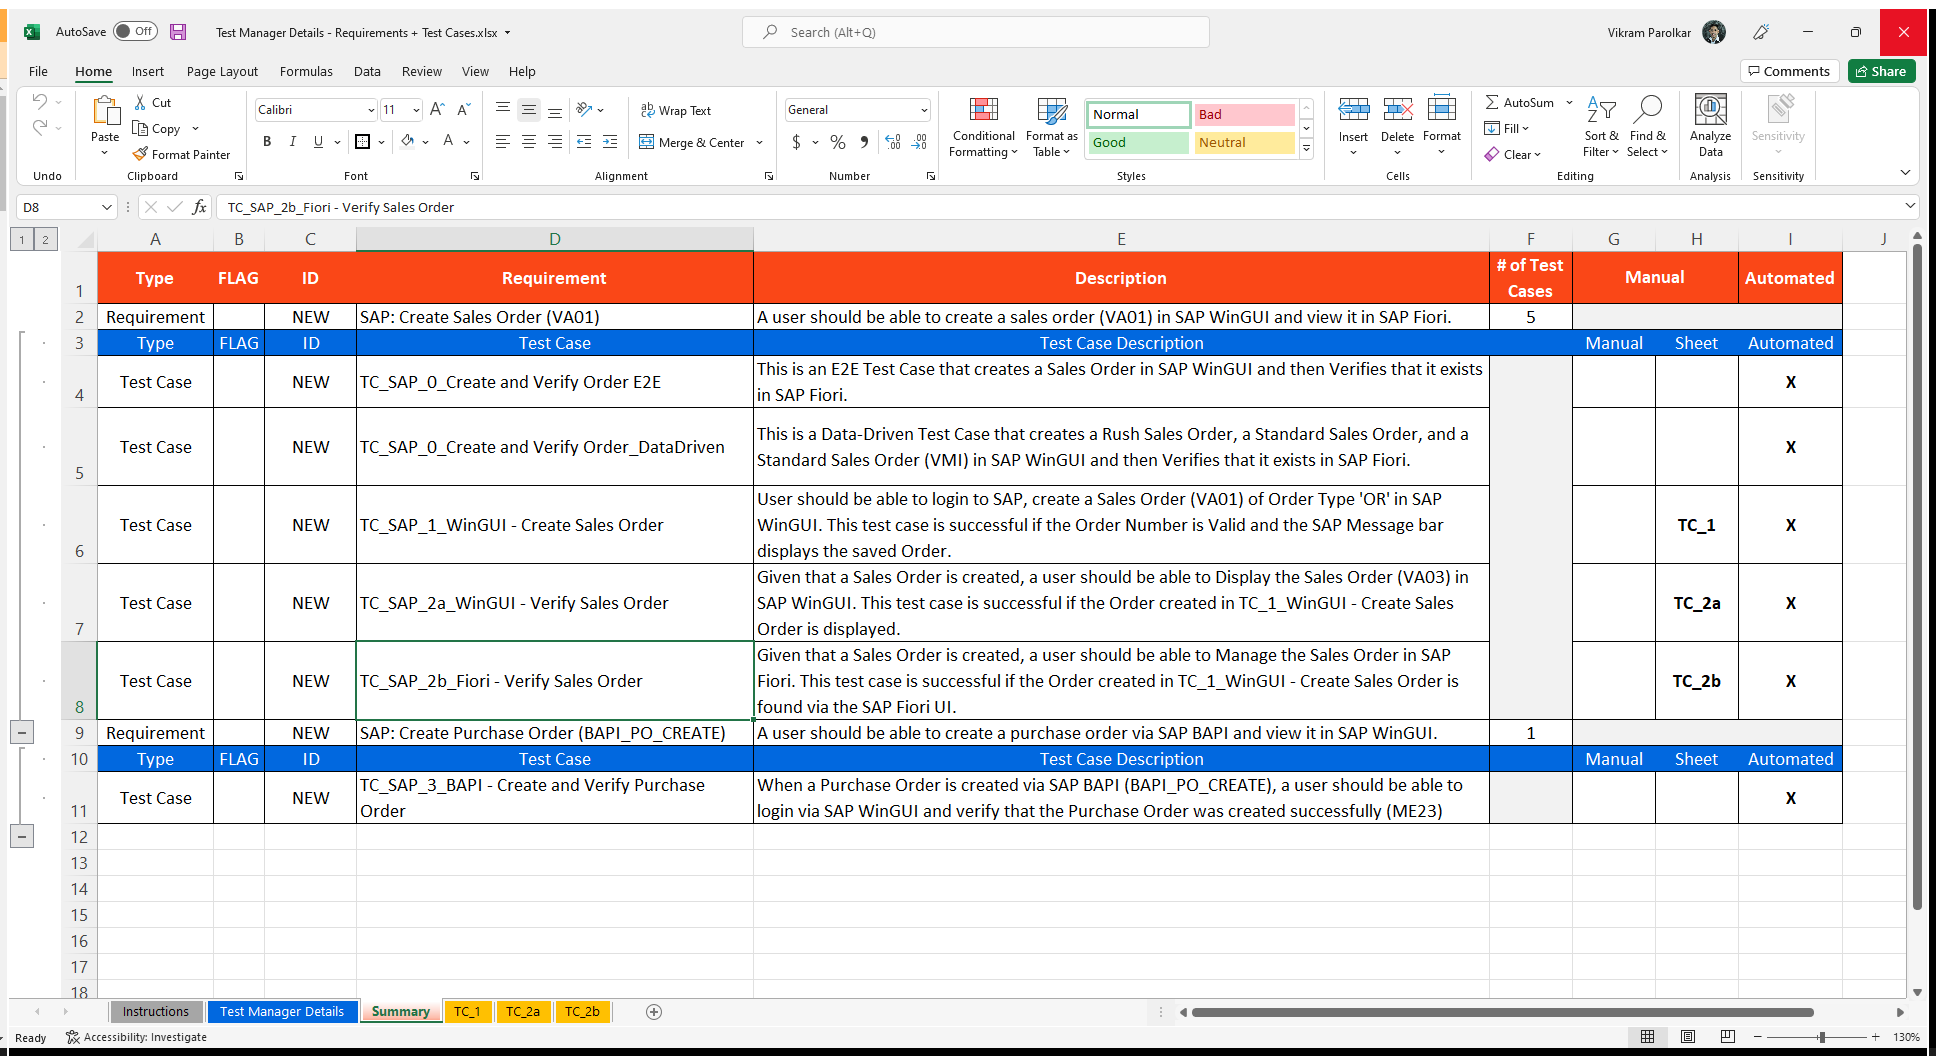 AutoSave Off Test Manager Details - Requirements + Test Cases.xlsx Search (Alt+Q) Vikram Parolkar
File Home Insert Page Layout Formulas Data Review View Help Comments Share
Paste Cut Copy Format Painter
Calibri 11 B I U A
Wrap Text Merge & Center
General $ % 9
Conditional Formatting Format as Table Normal Bad Good Neutral
Insert Delete Format
AutoSum Fill Clear Sort & Filter Find & Select
Analyze Data Sensitivity
Undo Clipboard Font Alignment Number Styles Cells Editing Analysis Sensitivity
D8 fx TC_SAP_2b_Fiori - Verify Sales Order
1 2 A B C D E F G H I J
1 Type FLAG ID Requirement Description # of Test Cases Manual Automated
2 Requirement NEW SAP: Create Sales Order (VA01) A user should be able to create a sales order (VA01) in SAP WinGUI and view it in SAP Fiori. 5
3 Type FLAG ID Test Case Test Case Description Manual Sheet Automated
4 Test Case NEW TC_SAP_0_Create and Verify Order E2E This is an E2E Test Case that creates a Sales Order in SAP WinGUI and then Verifies that it exists
in SAP Fiori. X
5 Test Case NEW TC_SAP_0_Create and Verify Order_DataDriven This is a Data-Driven Test Case that creates a Rush Sales Order, a Standard Sales Order, and a
Standard Sales Order (VMI) in SAP WinGUI and then Verifies that it exists in SAP Fiori. X
6 Test Case NEW TC_SAP_1_WinGUI - Create Sales Order User should be able to login to SAP, create a Sales Order (VA01) of Order Type 'OR' in SAP
WinGUI. This test case is successful if the Order Number is Valid and the SAP Message bar
displays the saved Order. TC_1 X
7 Test Case NEW TC_SAP_2a_WinGUI - Verify Sales Order Given that a Sales Order is created, a user should be able to Display the Sales Order (VA03) in
SAP WinGUI. This test case is successful if the Order created in TC_1_WinGUI - Create Sales
Order is displayed. TC_2a X
8 Test Case NEW TC_SAP_2b_Fiori - Verify Sales Order Given that a Sales Order is created, a user should be able to Manage the Sales Order in SAP
Fiori. This test case is successful if the Order created in TC_1_WinGUI - Create Sales Order is
found via the SAP Fiori UI. TC_2b X
9 Requirement NEW SAP: Create Purchase Order (BAPI_PO_CREATE) A user should be able to create a purchase order via SAP BAPI and view it in SAP WinGUI. 1
10 Type FLAG ID Test Case Test Case Description Manual Sheet Automated
11 Test Case NEW TC_SAP_3_BAPI - Create and Verify Purchase Order When a Purchase Order is created via SAP BAPI (BAPI_PO_CREATE), a user should be able to
login via SAP WinGUI and verify that the Purchase Order was created successfully (ME23) X
12
13
14
15
16
17
18
Instructions Test Manager Details Summary TC_1 TC_2a TC_2b
Ready Accessibility: Investigate 130%